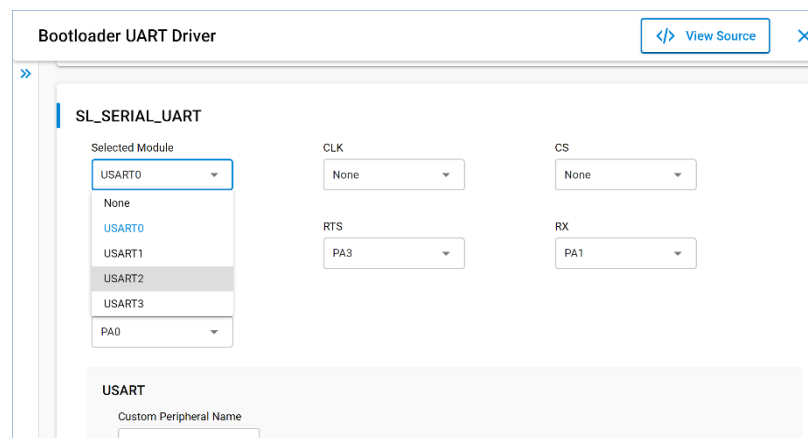 Bootloader UART Driver
</> View Source
SL_SERIAL_UART
Selected Module CLK CS
USART0 None None
None
USART0
USART1
USART2
USART3
RTS RX
PA3 PA1
PA0
USART
Custom Peripheral Name